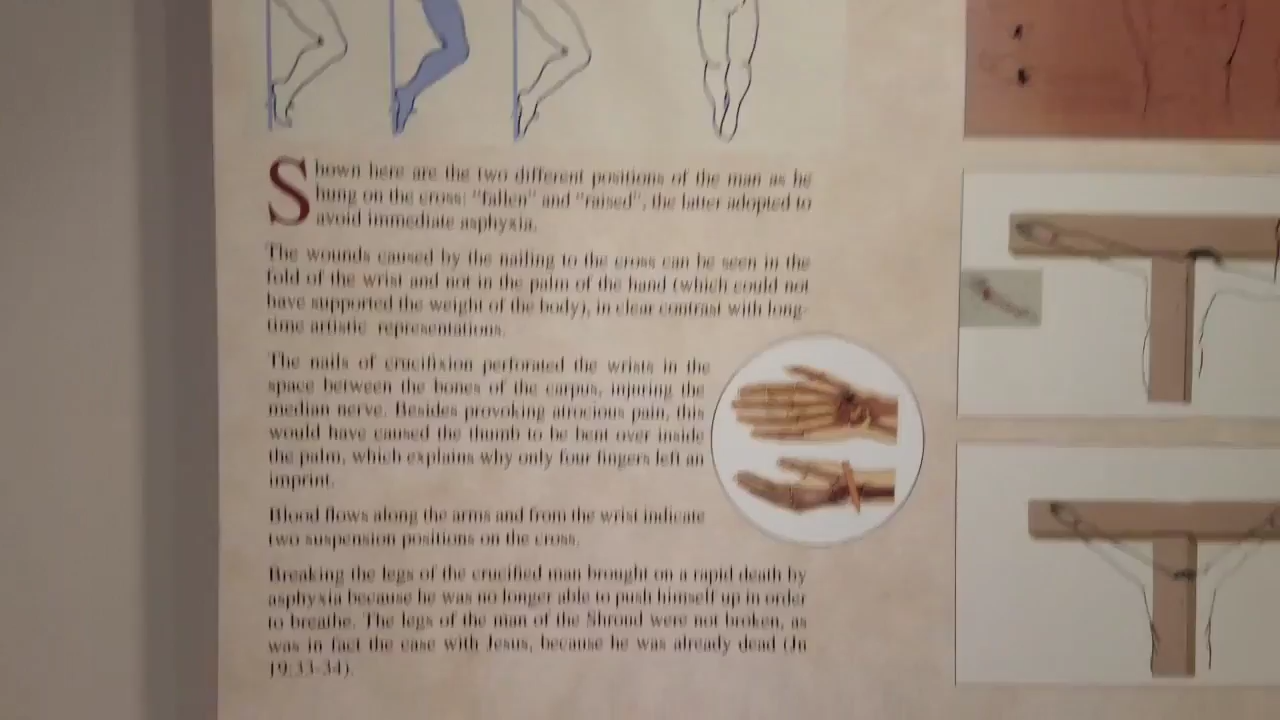 Shown here are the two different positions of the man as he
hung on the cross: "fallen" and "raised", the latter adopted to
avoid immediate asphyxia.
The wounds caused by the nailing to the cross can be seen in the
fold of the wrist and not in the palm of the hand (which could not
have supported the weight of the body), in clear contrast with long-
time artistic representations.
The nails of crucifixion perforated the wrists in the
space between the bones of the carpus, injuring the
median nerve. Besides provoking atrocious pain, this
would have caused the thumb to be bent over inside
the palm, which explains why only four fingers left an
imprint.
Blood flows along the arms and from the wrist indicate
two suspension positions on the cross.
Breaking the legs of the crucified man brought on a rapid death by
asphyxia because he was no longer able to push himself up in order
to breathe. The legs of the man of the Shroud were not broken, as
was in fact the case with Jesus, because he was already dead (Jn
19:33-34).